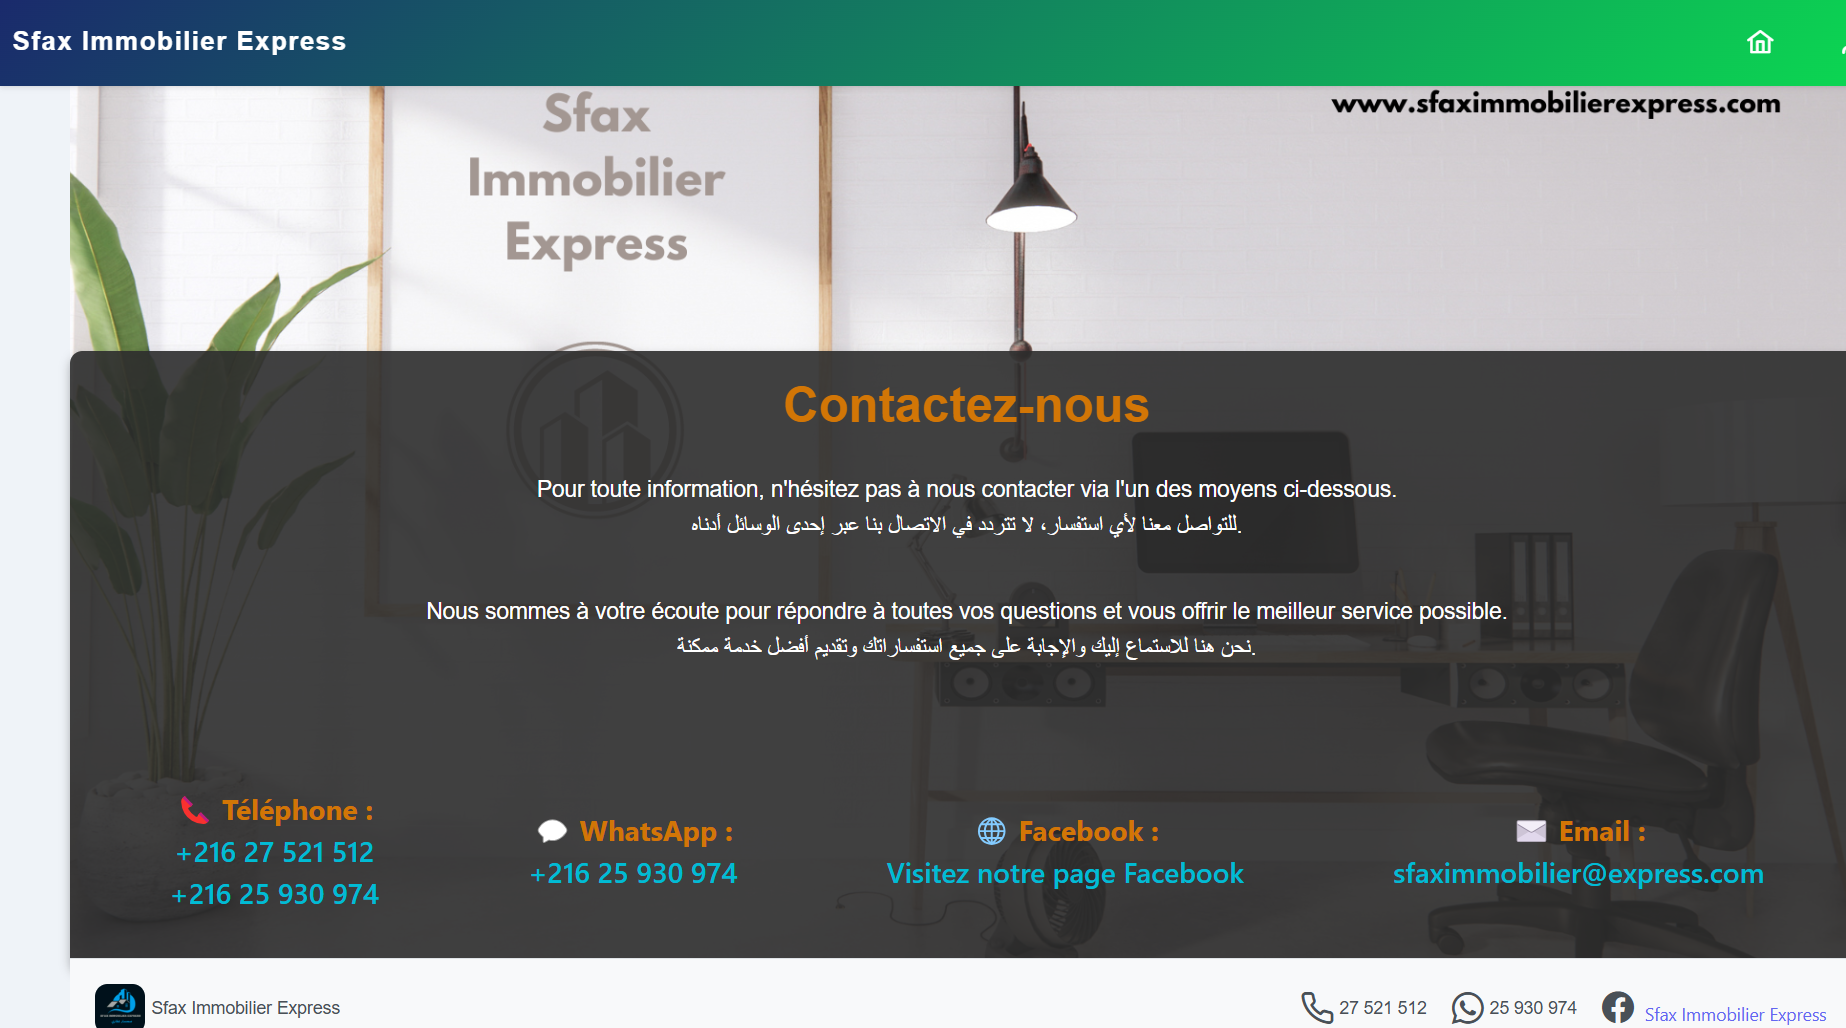 Sfax Immobilier Express
www.sfaximmobilierexpress.com
Sfax
Immobilier
Express
Contactez-nous
Pour toute information, n'hésitez pas à nous contacter via l'un des moyens ci-dessous.
للتواصل معنا لأي استفسار، لا تتردد في الاتصال بنا عبر إحدى الوسائل أدناه.
Nous sommes à votre écoute pour répondre à toutes vos questions et vous offrir le meilleur service possible.
نحن هنا للاستماع إليك والإجابة على جميع استفساراتك وتقديم أفضل خدمة ممكنة.
Téléphone :
+216 27 521 512
+216 25 930 974
WhatsApp :
+216 25 930 974
Facebook :
Visitez notre page Facebook
Email :
sfaximmobilier@express.com
Sfax Immobilier Express
27 521 512
25 930 974
Sfax Immobilier Express